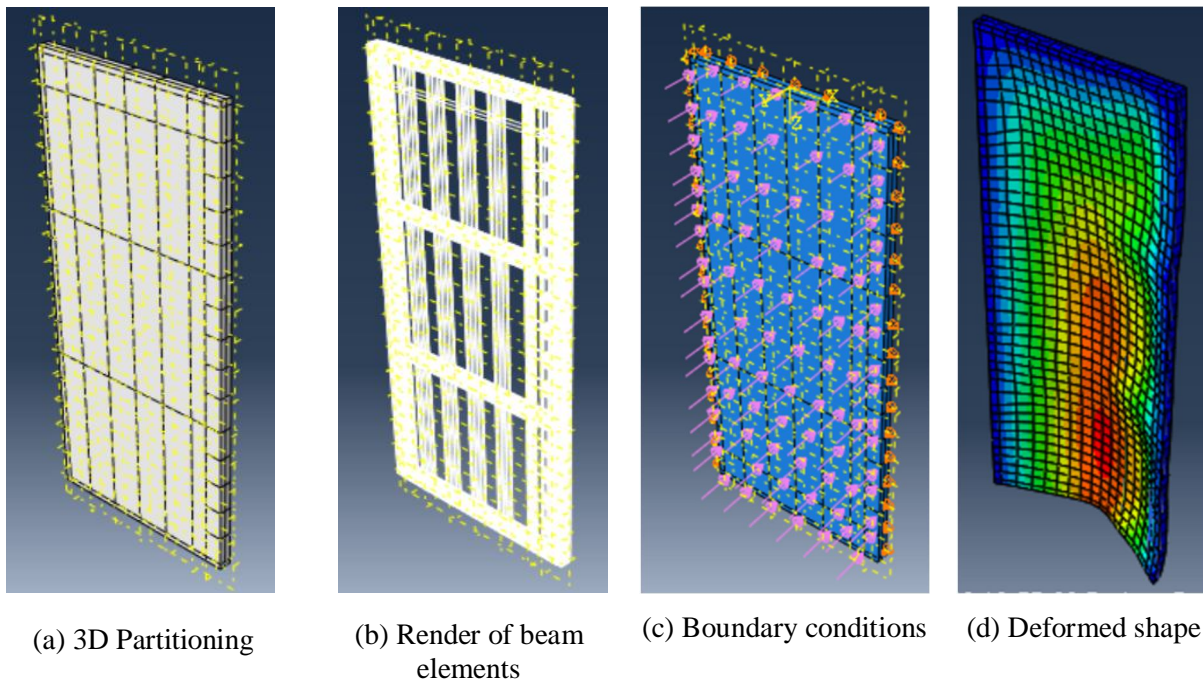 (a) 3D Partitioning
(b) Render of beam
elements
(c) Boundary conditions
(d) Deformed shape